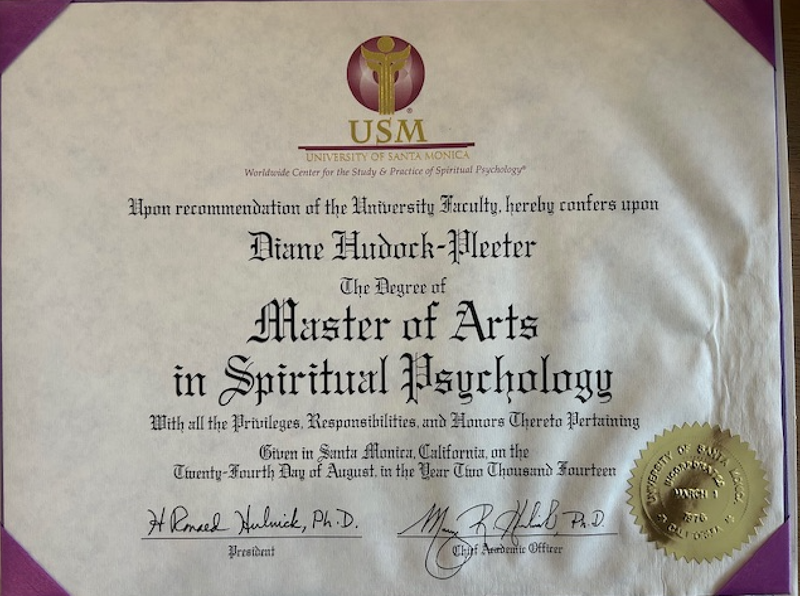 USM
UNIVERSITY OF SANTA MONICA
Worldwide Center for the Study & Practice of Spiritual Psychology®
Upon recommendation of the University Faculty, hereby confers upon
Diane Hudock-Pleeter
The Degree of
Master of Arts
in Spiritual Psychology
With all the Privileges, Responsibilities, and Honors Thereto Pertaining
Given in Santa Monica, California, on the
Twenty-Fourth Day of August, in the Year Two Thousand Fourteen
H Ronald Hulnick, Ph.D.
President
Mary R. Hulnick, Ph.D.
Chief Academic Officer
UNIVERSITY OF SANTA MONICA
INCORPORATED
MARCH 1
1976
CALIFORNIA